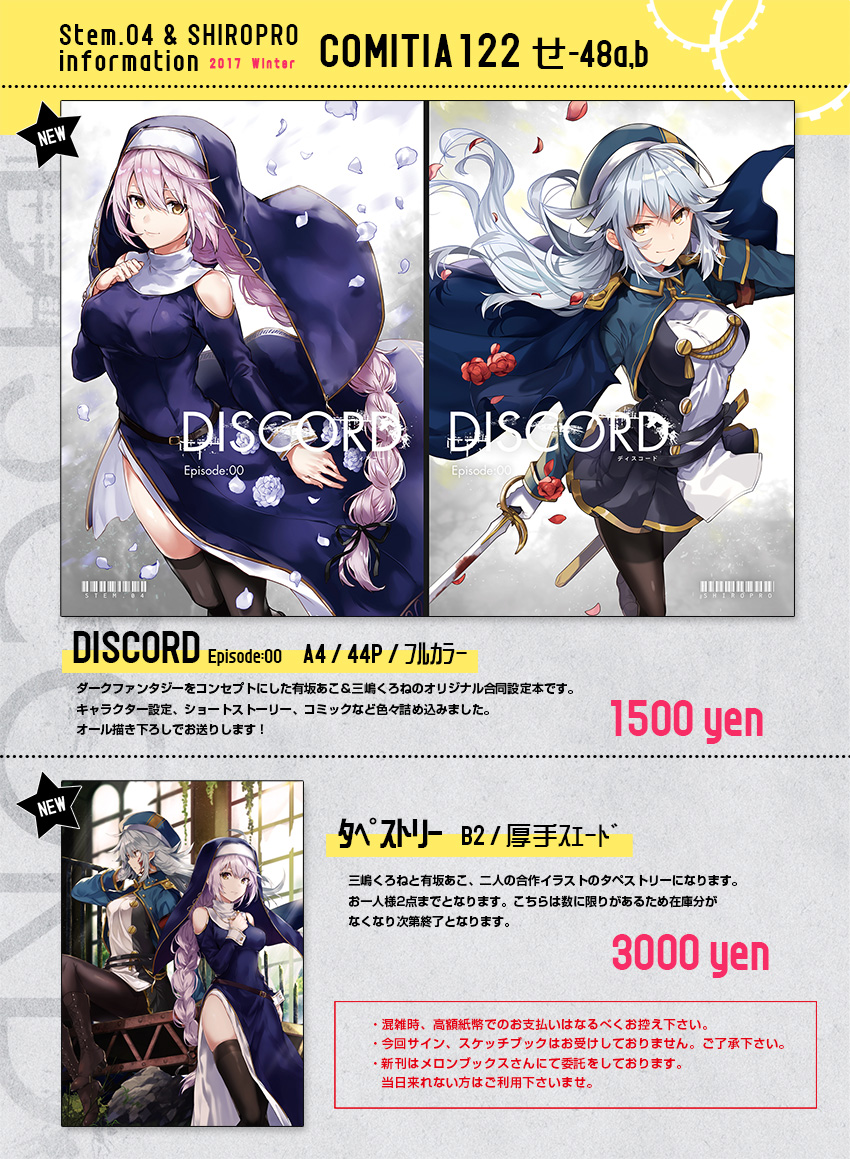 Stem.04 & SHIROPRO
information 2017 Winter
COMITIA122 せ-48a,b
NEW
DISCORD
Episode:00
STEM.04
DISCORD
ディスコード
Episode:00
SHIROPRO
DISCORD Episode:00 A4 / 44P / フルカラー
ダークファンタジーをコンセプトにした有坂あこ&三嶋くろねのオリジナル合同設定本です。
キャラクター設定、ショートストーリー、コミックなど色々詰め込みました。
オール描き下ろしでお送りします！
1500 yen
NEW
タペストリー B2 / 厚手スエード
三嶋くろねと有坂あこ、二人の合作イラストのタペストリーになります。
お一人様2点までとなります。こちらは数に限りがあるため在庫分が
なくなり次第終了となります。
3000 yen
・混雑時、高額紙幣でのお支払いはなるべくお控え下さい。
・今回サイン、スケッチブックはお受けしておりません。ご了承下さい。
・新刊はメロンブックスさんにて委託をしております。
当日来れない方はご利用下さいませ。
DISCORD